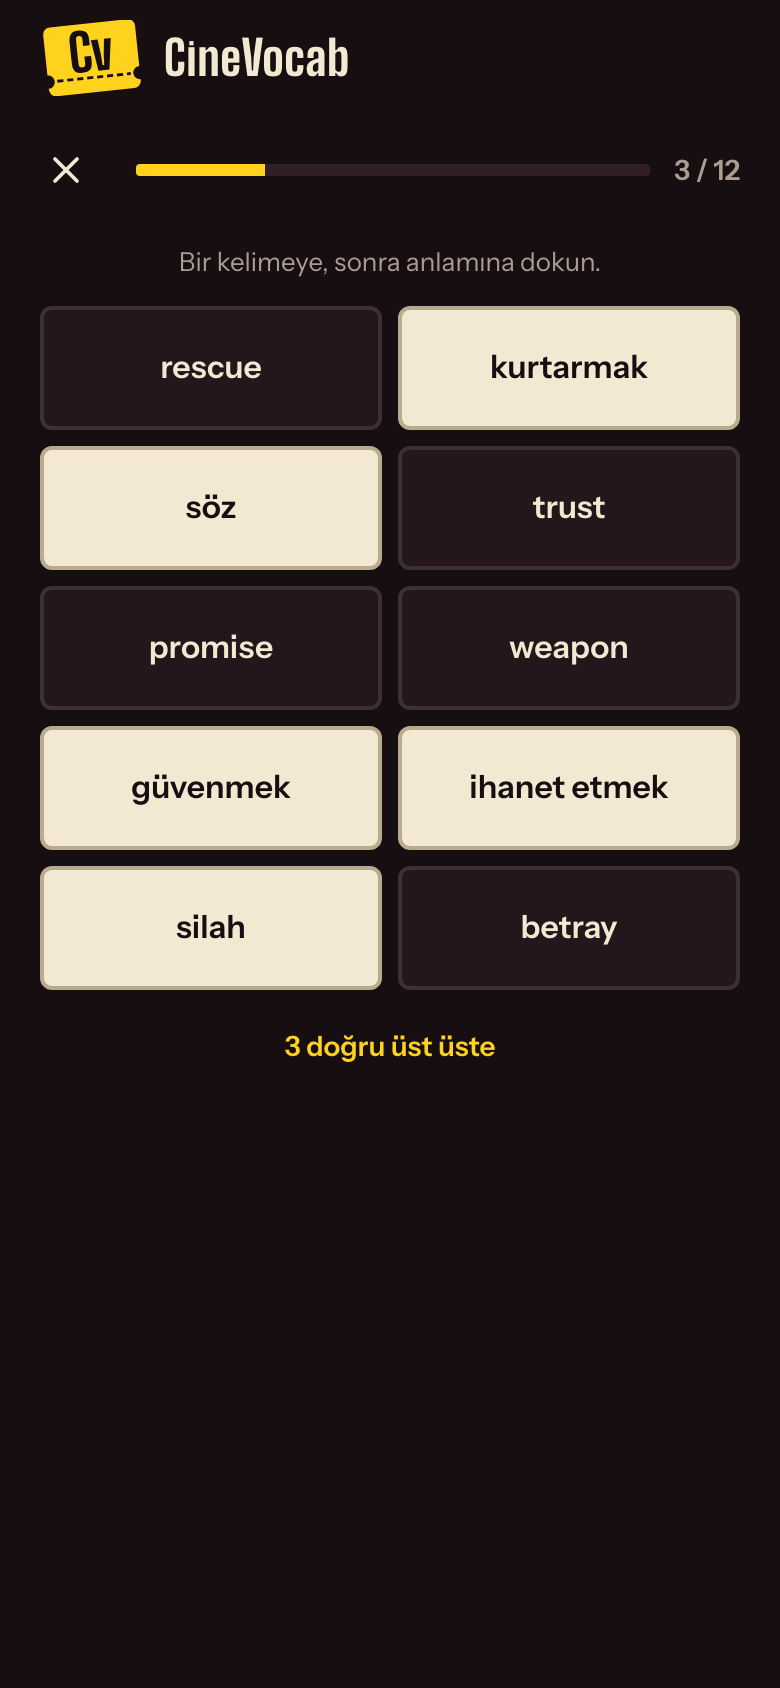 Cv
CineVocab
3 / 12
Bir kelimeye, sonra anlamına dokun.
rescue
kurtarmak
söz
trust
promise
weapon
güvenmek
ihanet etmek
silah
betray
3 doğru üst üste